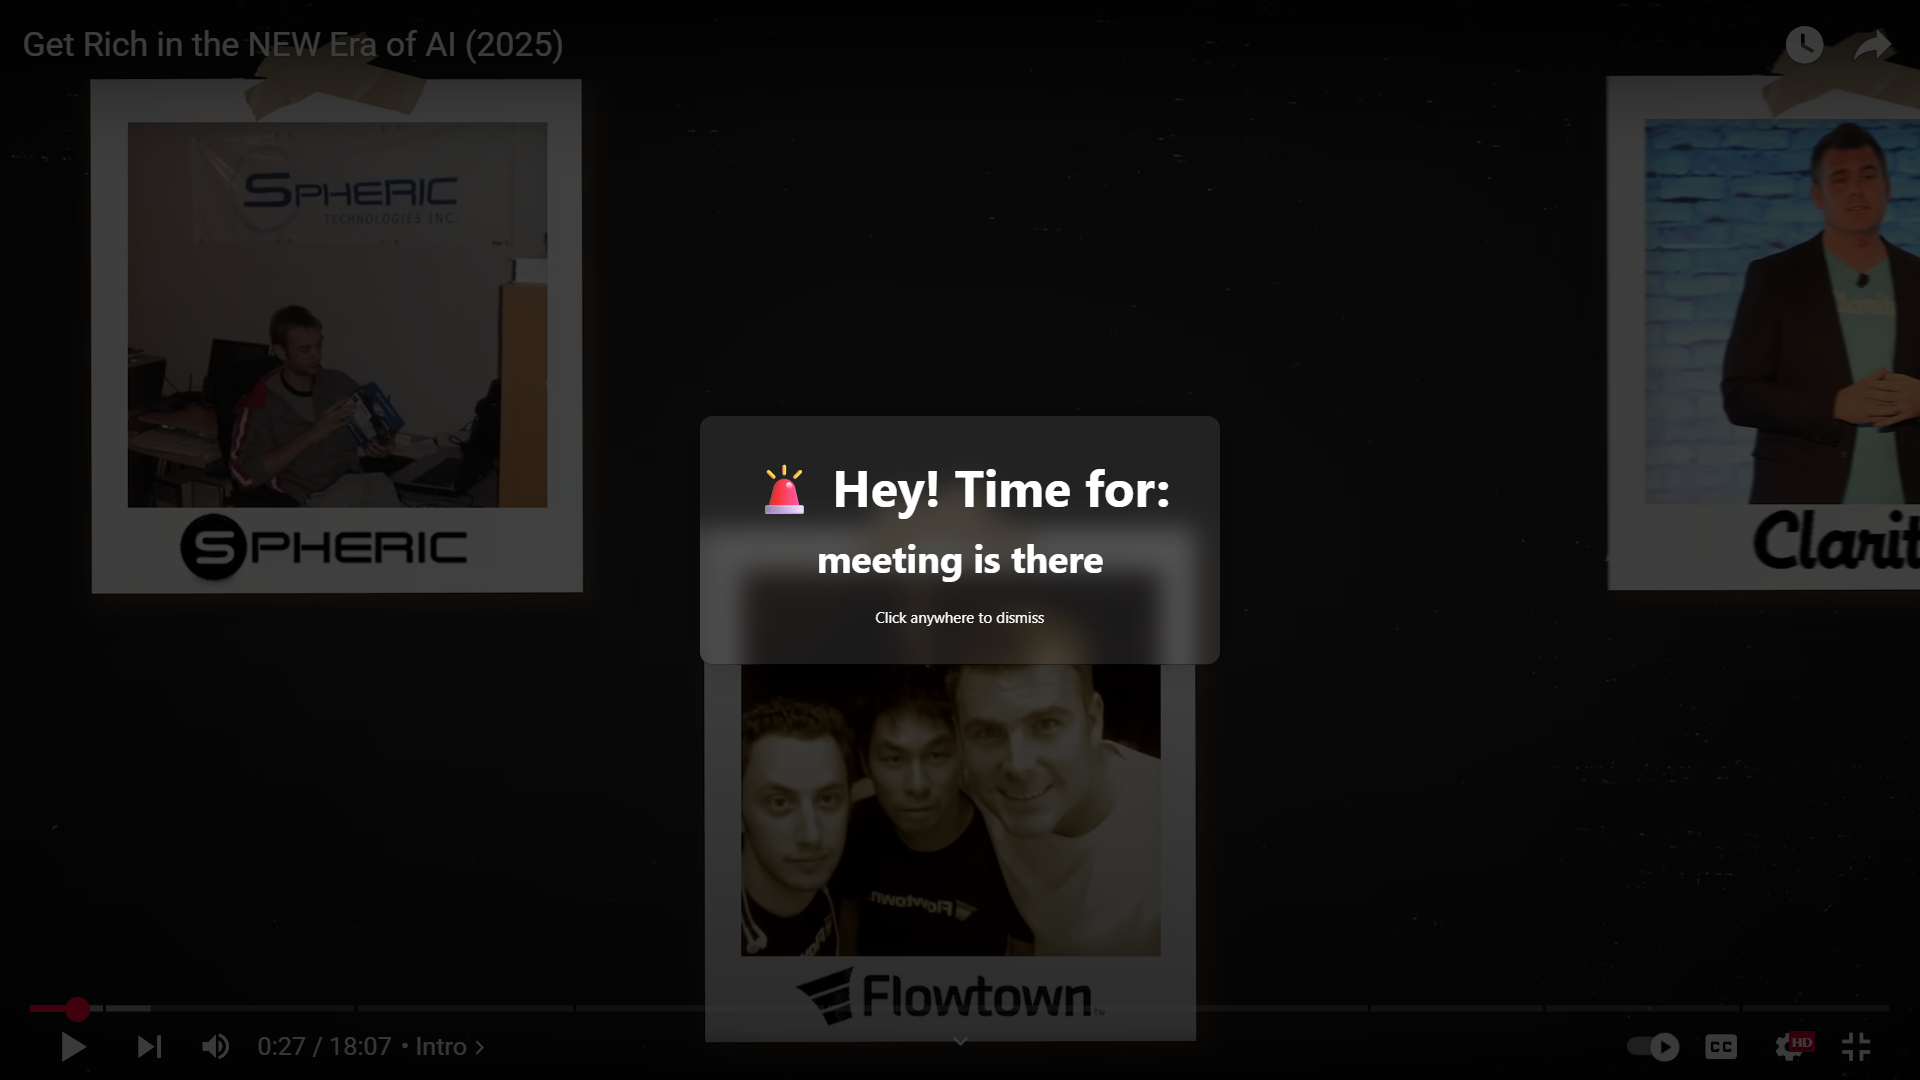 Get Rich in the NEW Era of AI (2025)
SPHERIC
TECHNOLOGIES INC.
SPHERIC
Clarit
Hey! Time for:
meeting is there
Click anywhere to dismiss
Flowtown
Flowtown
0:27 / 18:07 • Intro
CC
HD